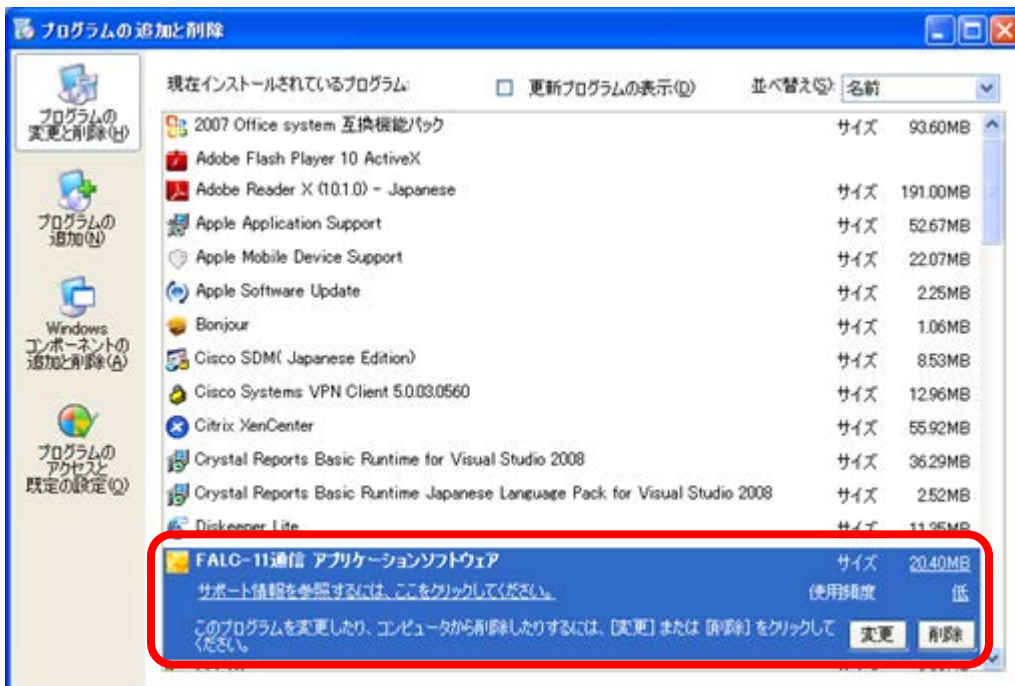 プログラムの追加と削除
現在インストールされているプログラム:
更新プログラムの表示(D)
並べ替え(S):
名前
プログラムの
変更と削除(H)
プログラムの
追加(N)
Windows
コンポーネントの
追加と削除(A)
プログラムの
アクセスと
既定の設定(O)
2007 Office system 互換機能パック サイズ 93.60MB
Adobe Flash Player 10 ActiveX
Adobe Reader X (10.1.0) - Japanese サイズ 191.00MB
Apple Application Support サイズ 52.67MB
Apple Mobile Device Support サイズ 22.07MB
Apple Software Update サイズ 2.25MB
Bonjour サイズ 1.06MB
Cisco SDM( Japanese Edition) サイズ 8.53MB
Cisco Systems VPN Client 5.0.03.0560 サイズ 12.96MB
Citrix XenCenter サイズ 55.92MB
Crystal Reports Basic Runtime for Visual Studio 2008 サイズ 36.29MB
Crystal Reports Basic Runtime Japanese Language Pack for Visual Studio 2008 サイズ 2.52MB
Diskeeper Lite サイズ 11.35MB
FALC-11通信 アプリケーションソフトウェア サイズ 20.40MB
サポート情報を参照するには、ここをクリックしてください。 使用頻度 低
このプログラムを変更したり、コンピュータから削除したりするには、[変更] または [削除] をクリックして
ください。
変更 削除